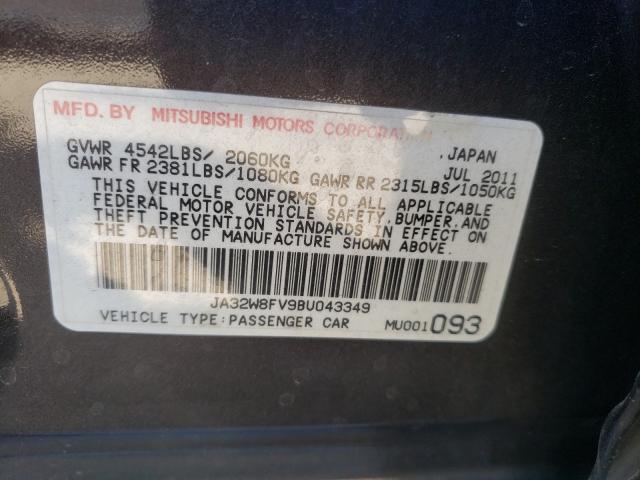 MFD. BY MITSUBISHI MOTORS CORPORATION
GVWR 4542LBS/ 2060KG , JAPAN
GAWR FR 2381LBS/1080KG GAWR RR 2315LBS/1050KG JUL 2011
THIS VEHICLE CONFORMS TO ALL APPLICABLE
FEDERAL MOTOR VEHICLE SAFETY, BUMPER, AND
THEFT PREVENTION STANDARDS IN EFFECT ON
THE DATE OF MANUFACTURE SHOWN ABOVE.
JA32W8FV9BU043349
VEHICLE TYPE:PASSENGER CAR MU001 093